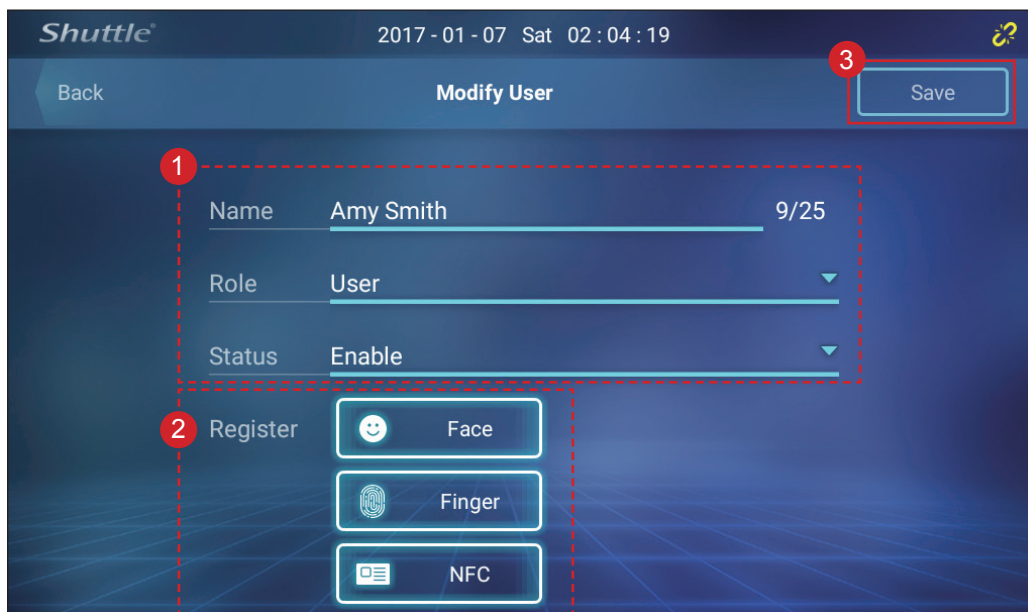 Shuttle® 2017 - 01 - 07 Sat 02 : 04 : 19
3
Back Modify User Save
1
Name Amy Smith 9/25
Role User
Status Enable
2 Register Face
Finger
NFC